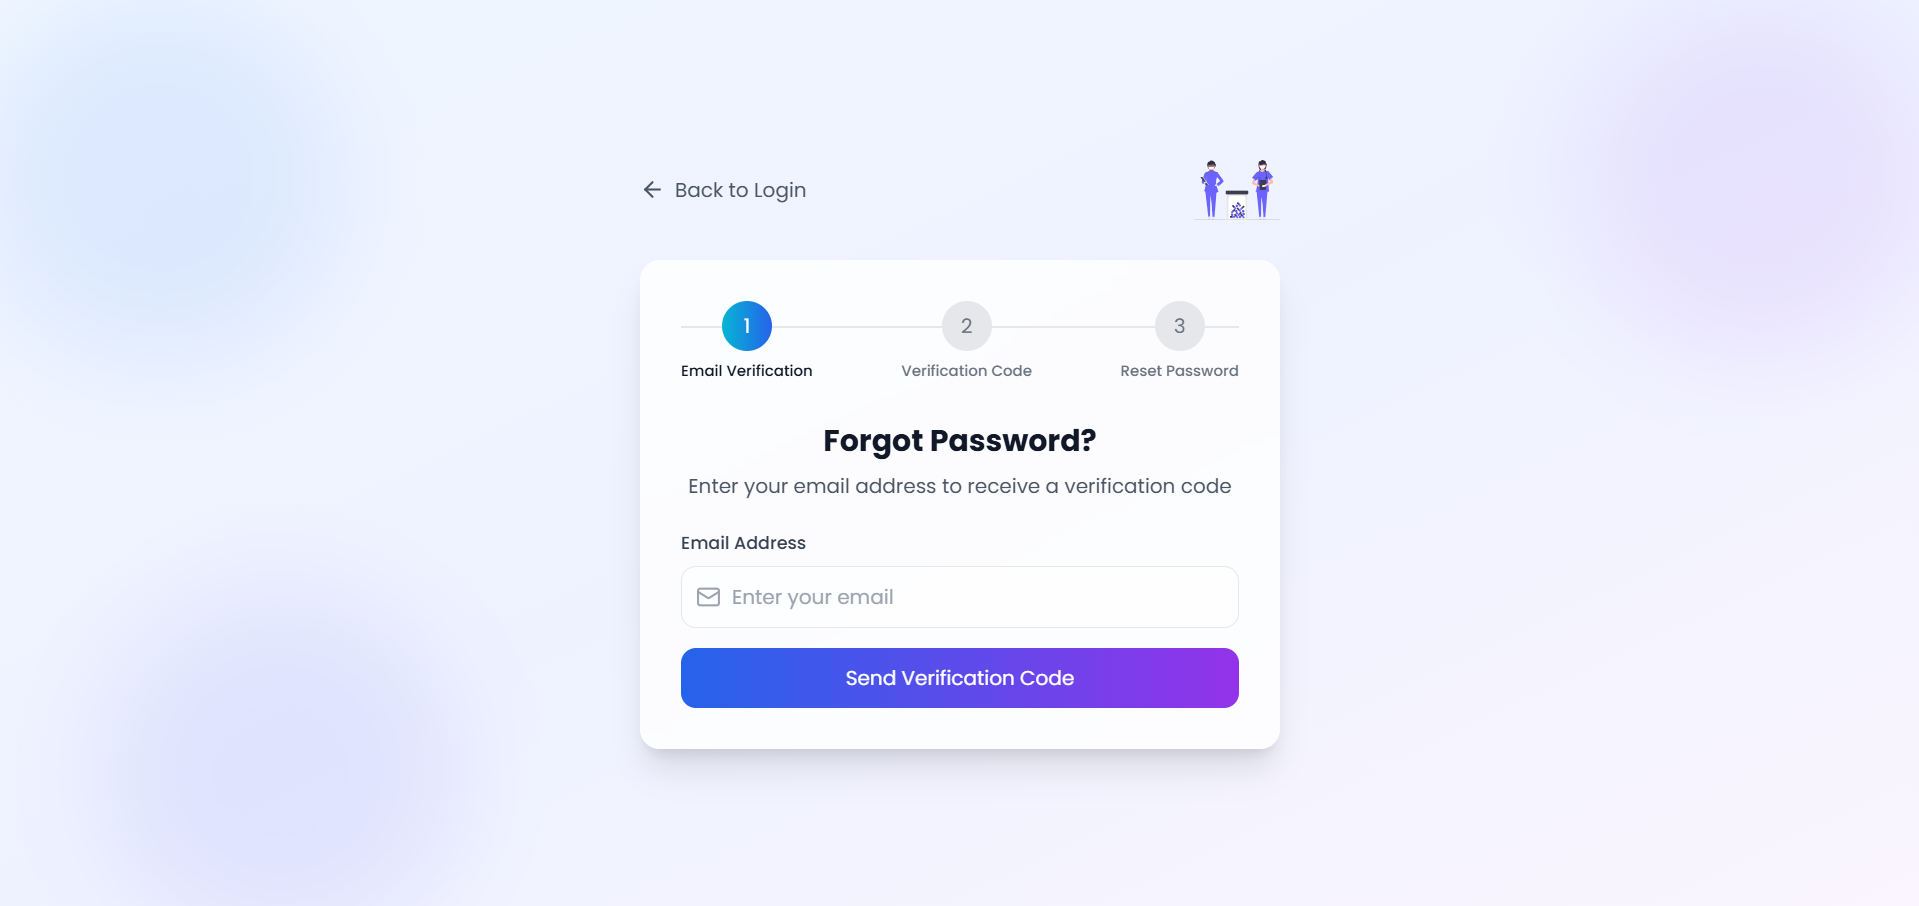 Back to Login
1
2
3
Email Verification
Verification Code
Reset Password
Forgot Password?
Enter your email address to receive a verification code
Email Address
Enter your email
Send Verification Code